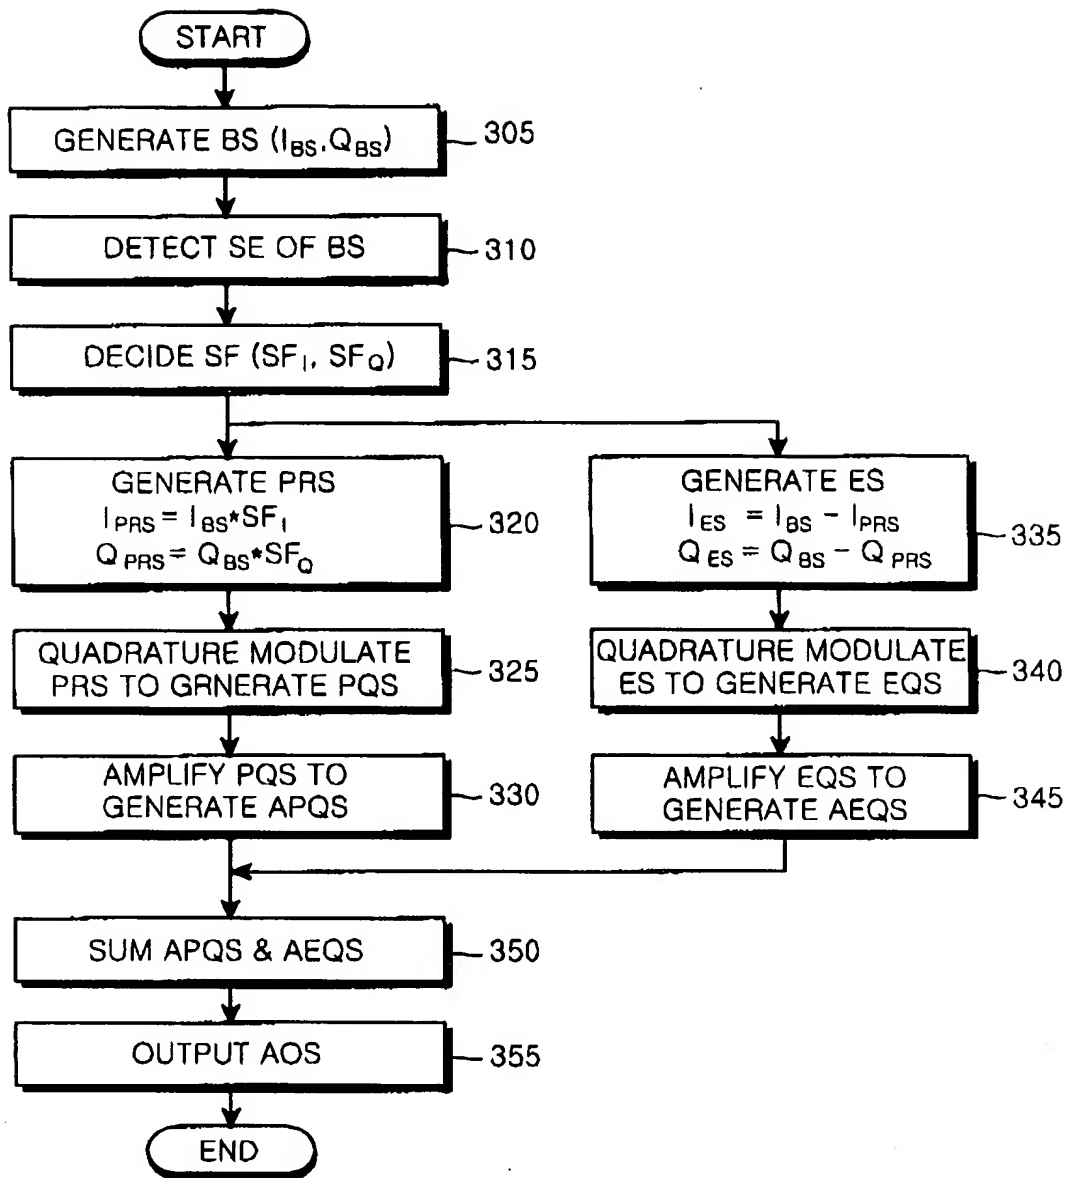 START
GENERATE BS (I_BS, Q_BS)
305
DETECT SE OF BS
310
DECIDE SF (SF_I, SF_Q)
315
GENERATE PRS
I_PRS = I_BS*SF_I
Q_PRS = Q_BS*SF_Q
320
GENERATE ES
I_ES = I_BS - I_PRS
Q_ES = Q_BS - Q_PRS
335
QUADRATURE MODULATE
PRS TO GRNERATE PQS
325
QUADRATURE MODULATE
ES TO GENERATE EQS
340
AMPLIFY PQS TO
GENERATE APQS
330
AMPLIFY EQS TO
GENERATE AEQS
345
SUM APQS & AEQS
350
OUTPUT AOS
355
END